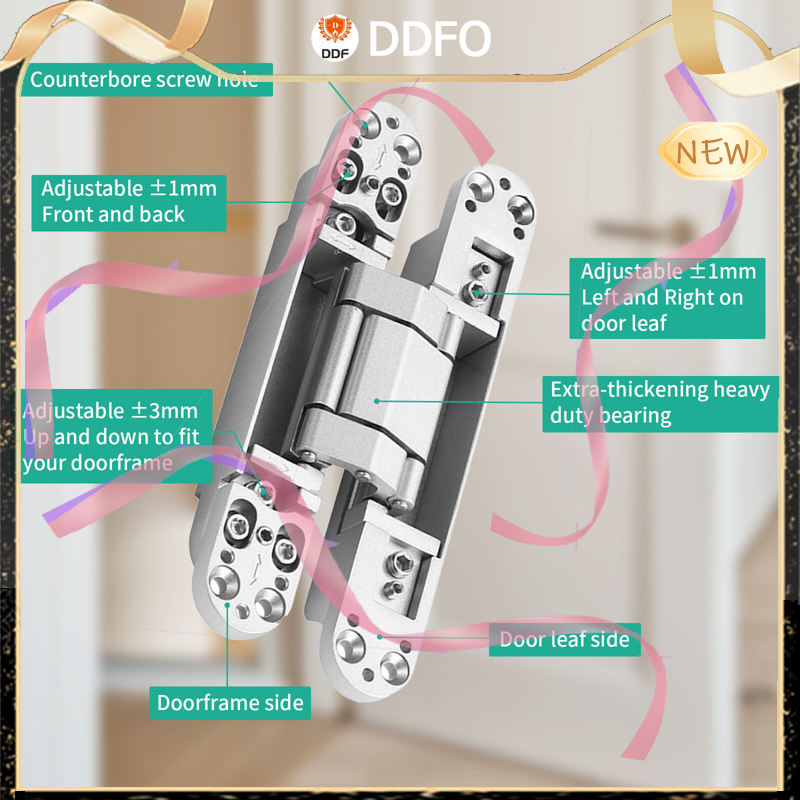 D
DDF
DDFO
Counterbore screw hole
NEW
Adjustable ±1mm
Front and back
Adjustable ±1mm
Left and Right on
door leaf
Extra-thickening heavy
duty bearing
Adjustable ±3mm
Up and down to fit
your doorframe
Door leaf side
Doorframe side